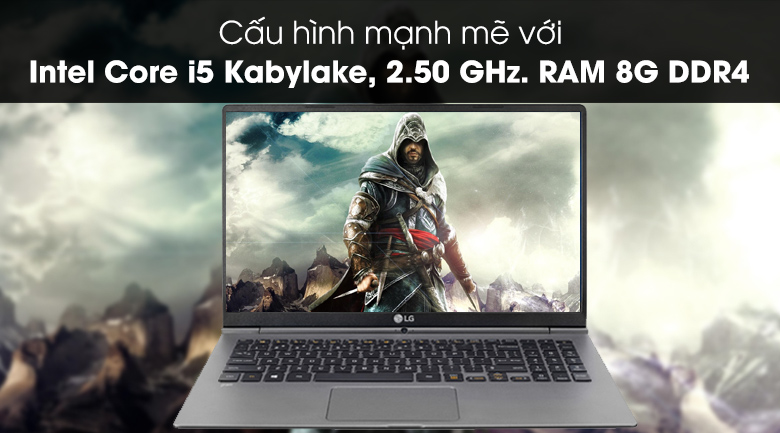 Cấu hình mạnh mẽ với
Intel Core i5 Kabylake, 2.50 GHz. RAM 8G DDR4
LG